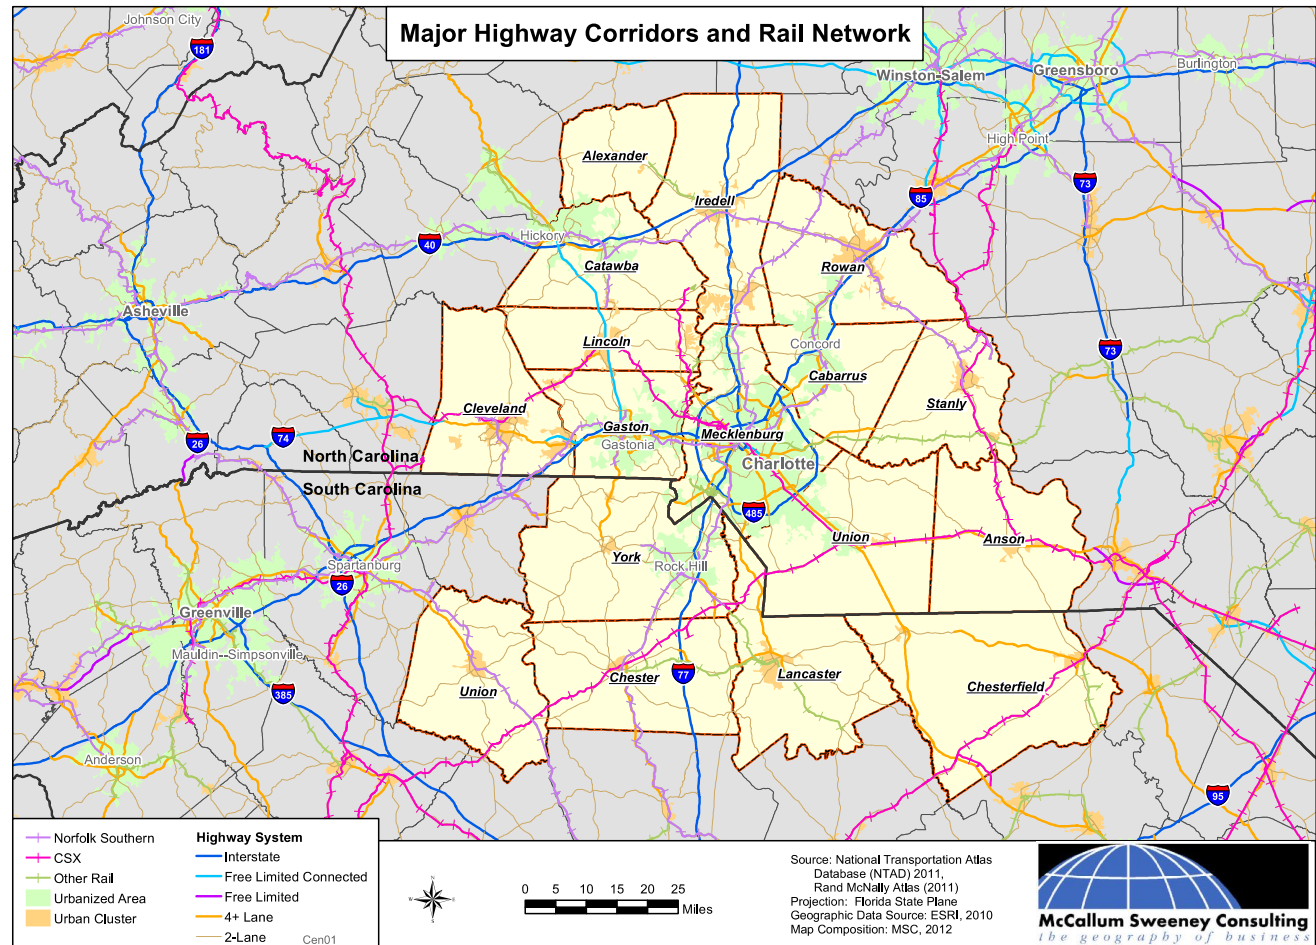 Major Highway Corridors and Rail Network
Johnson City
181
Winston-Salem
Greensboro
Burlington
High Point
Alexander
Iredell
73
85
Hickory
40
Catawba
Rowan
Asheville
Lincoln
Concord
73
Cabarrus
Cleveland
Stanly
Gaston
Gastonia
Mecklenburg
Charlotte
26
74
North Carolina
South Carolina
485
Union
Anson
York
Rock Hill
Spartanburg
26
Greenville
Mauldin--Simpsonville
385
Union
Chester
77
Lancaster
Chesterfield
Anderson
95
Norfolk Southern
CSX
Other Rail
Urbanized Area
Urban Cluster
Highway System
Interstate
Free Limited Connected
Free Limited
4+ Lane
2-Lane
Cen01
N
E
S
W
0 5 10 15 20 25
Miles
Source: National Transportation Atlas
Database (NTAD) 2011,
Rand McNally Atlas (2011)
Projection: Florida State Plane
Geographic Data Source: ESRI, 2010
Map Composition: MSC, 2012
McCallum Sweeney Consulting
the geography of business